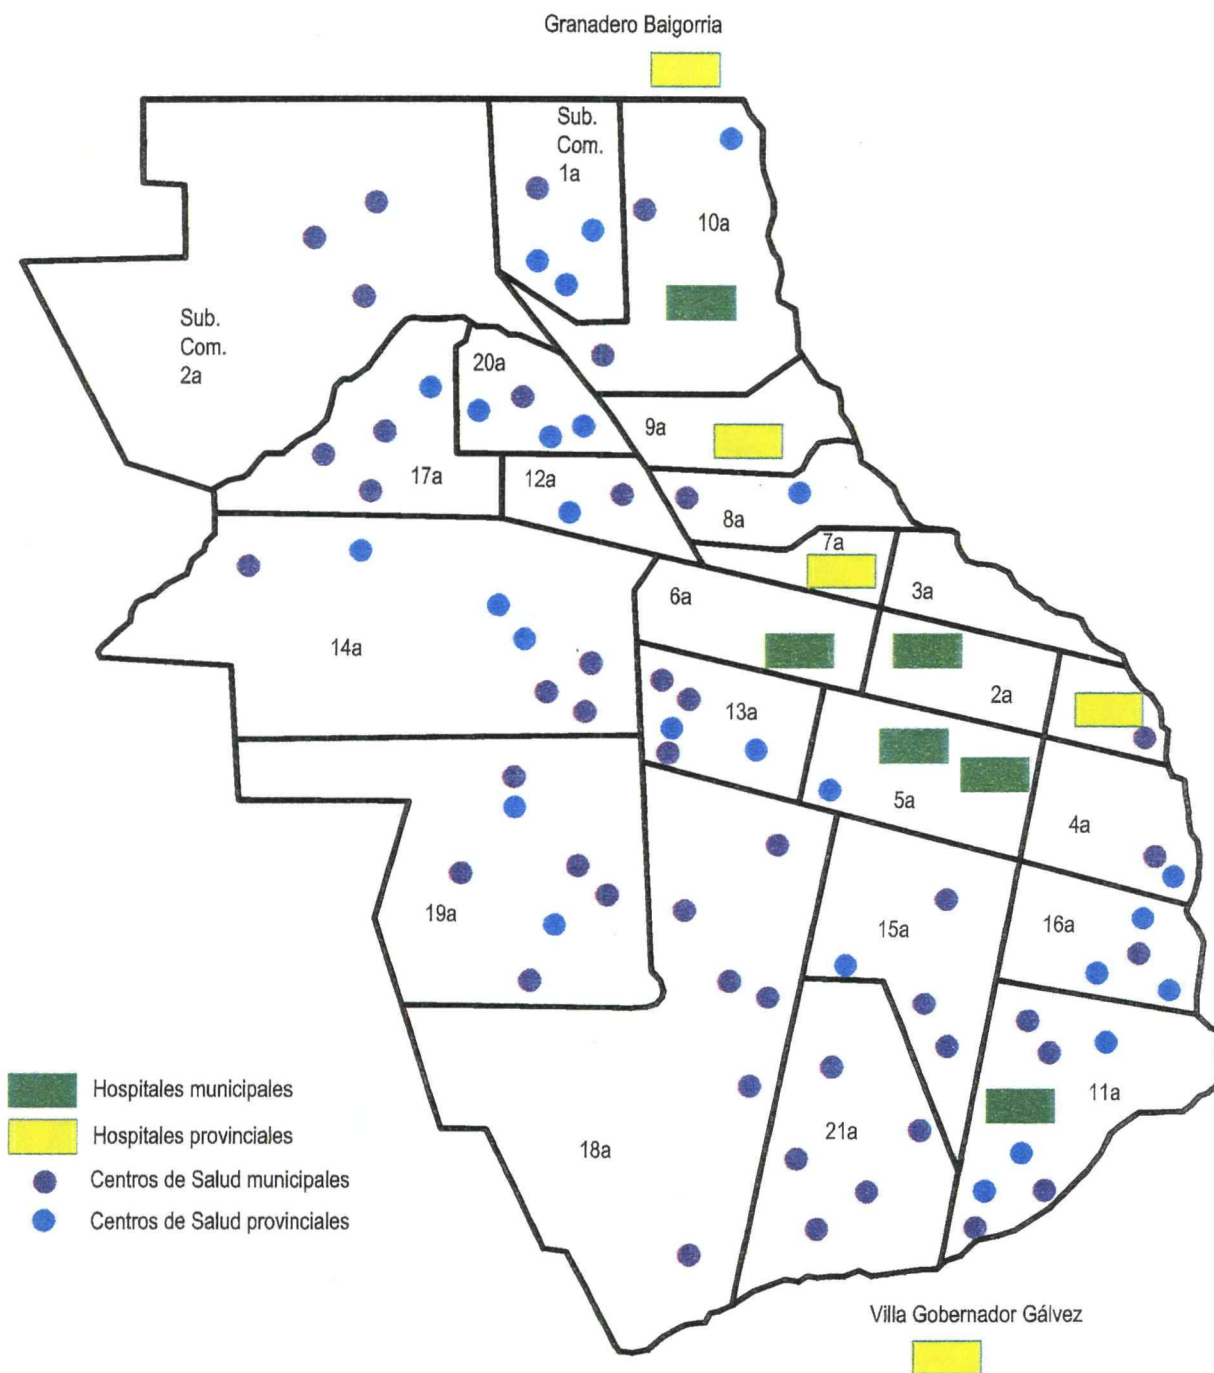 Granadero Baigorria
Sub.
Com.
1a
10a
Sub.
Com.
2a
20a
9a
17a
12a
8a
7a
3a
6a
14a
2a
13a
5a
4a
19a
15a
16a
11a
21a
18a
Hospitales municipales
Hospitales provinciales
Centros de Salud municipales
Centros de Salud provinciales
Villa Gobernador Gálvez